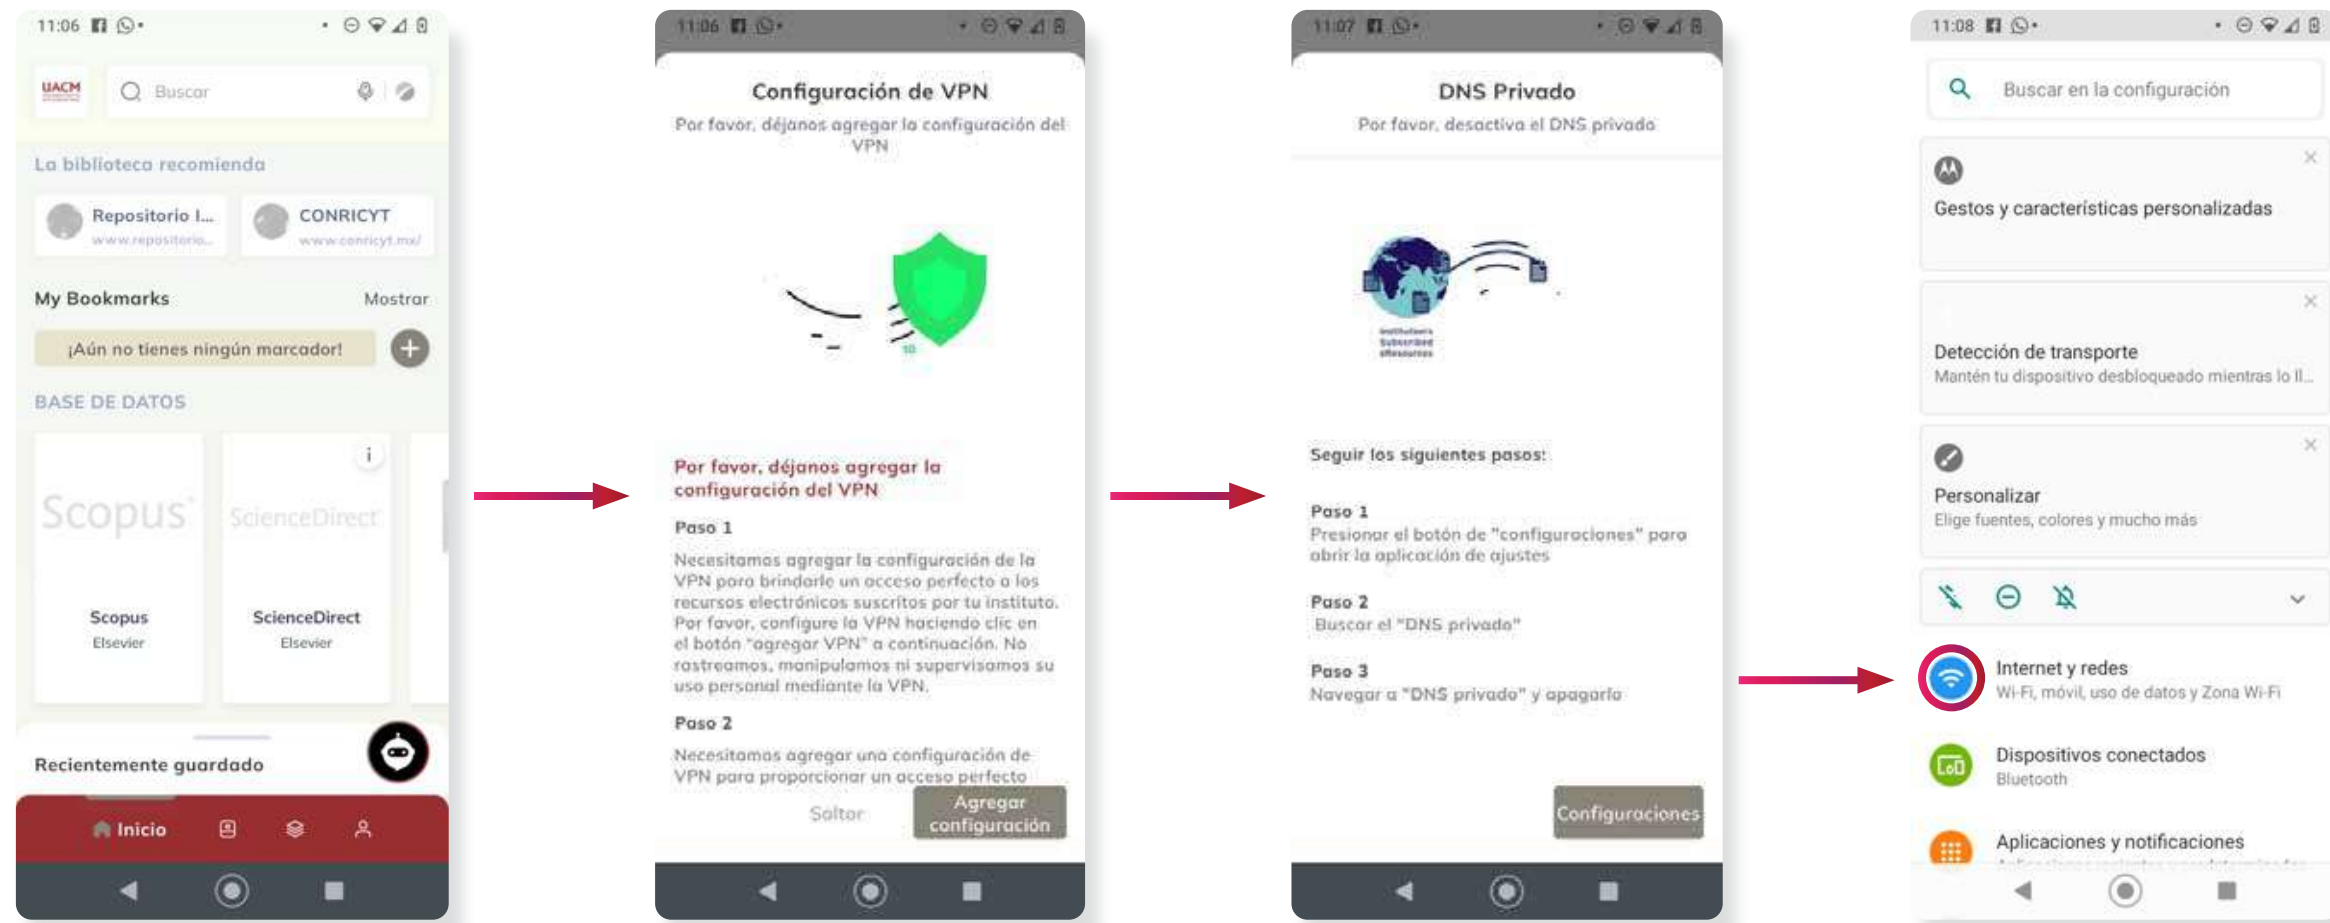 11:06
UACM
Buscar
La biblioteca recomienda
Repositorio I...
www.repositorio...
CONRICYT
www.conricyt.mx/
My Bookmarks
Mostrar
¡Aún no tienes ningún marcador!
BASE DE DATOS
Scopus
ScienceDirect
Scopus
Elsevier
ScienceDirect
Elsevier
Recientemente guardado
Inicio
11:06
Configuración de VPN
Por favor, déjanos agregar la configuración del
VPN
Por favor, déjanos agregar la
configuración del VPN
Paso 1
Necesitamos agregar la configuración de la
VPN para brindarle un acceso perfecto a los
recursos electrónicos suscritos por tu instituto.
Por favor, configure la VPN haciendo clic en
el botón "agregar VPN" a continuación. No
rastreamos, manipulamos ni supervisamos su
uso personal mediante la VPN.
Paso 2
Necesitamos agregar una configuración de
VPN para proporcionar un acceso perfecto
Saltar
Agregar
configuración
11:07
DNS Privado
Por favor, desactiva el DNS privado
Institution's
Subscribed
eResources
Seguir los siguientes pasos:
Paso 1
Presionar el botón de "configuraciones" para
abrir la aplicación de ajustes
Paso 2
Buscar el "DNS privado"
Paso 3
Navegar a "DNS privado" y apagarlo
Configuraciones
11:08
Buscar en la configuración
Gestos y características personalizadas
Detección de transporte
Mantén tu dispositivo desbloqueado mientras lo ll...
Personalizar
Elige fuentes, colores y mucho más
Internet y redes
Wi-Fi, móvil, uso de datos y Zona Wi-Fi
Dispositivos conectados
Bluetooth
Aplicaciones y notificaciones